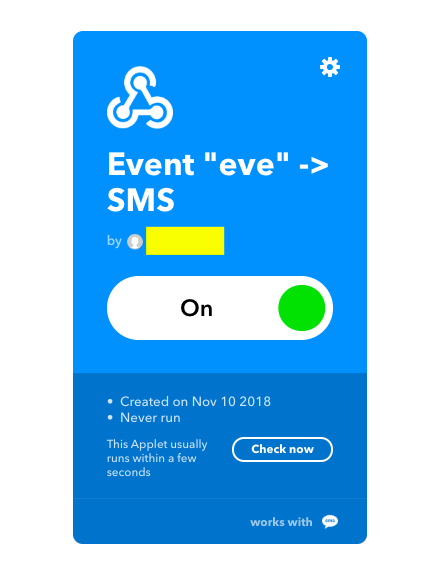 Event "eve" ->
SMS
by
On
• Created on Nov 10 2018
• Never run
This Applet usually
runs within a few
seconds
Check now
works with
SMS